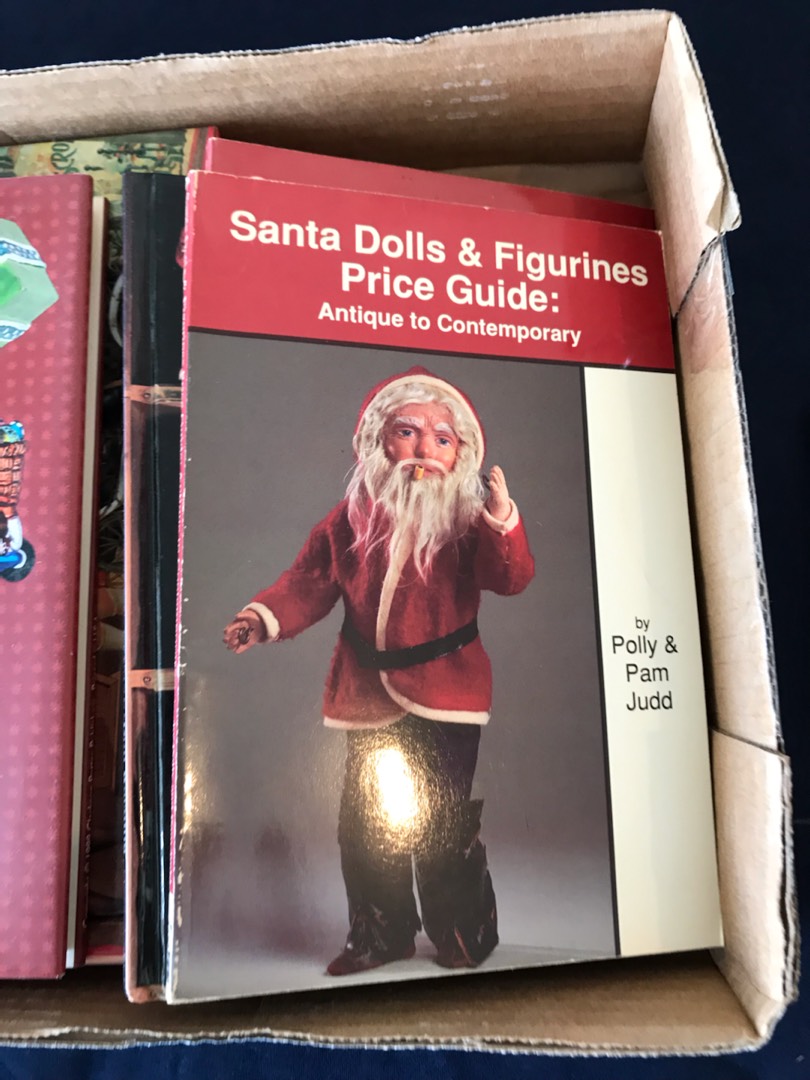 Santa Dolls & Figurines
Price Guide:
Antique to Contemporary
by
Polly &
Pam
Judd